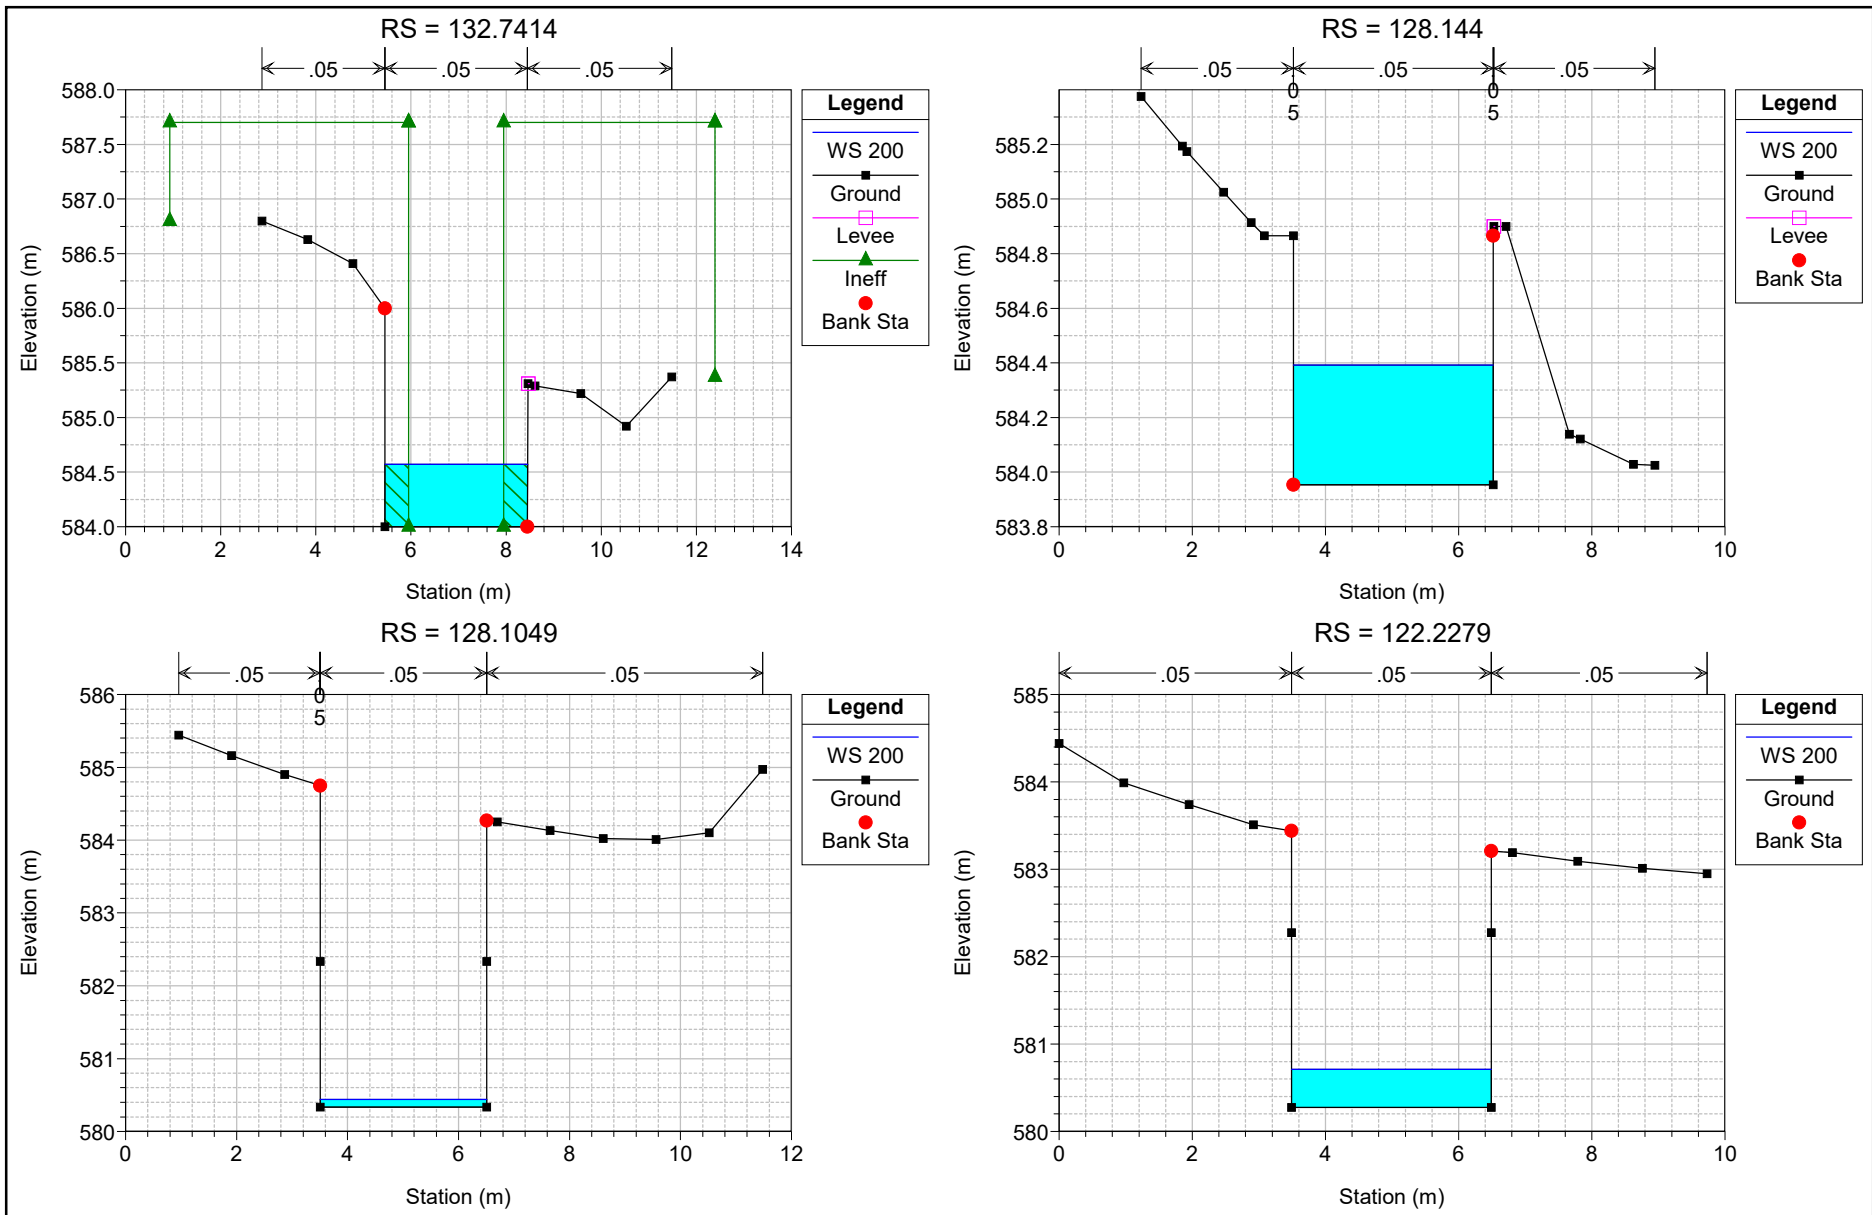 RS = 132.7414
.05 .05 .05
588.0
587.5
587.0
586.5
586.0
585.5
585.0
584.5
584.0
0 2 4 6 8 10 12 14
Elevation (m)
Station (m)
Legend
WS 200
Ground
Levee
Ineff
Bank Sta
RS = 128.144
.05 .05 .05
.0 .0
5 5
585.2
585.0
584.8
584.6
584.4
584.2
584.0
583.8
0 2 4 6 8 10
Elevation (m)
Station (m)
Legend
WS 200
Ground
Levee
Bank Sta
RS = 128.1049
.05 .05 .05
0
5
586
585
584
583
582
581
580
0 2 4 6 8 10 12
Elevation (m)
Station (m)
Legend
WS 200
Ground
Bank Sta
RS = 122.2279
.05 .05 .05
585
584
583
582
581
580
0 2 4 6 8 10
Elevation (m)
Station (m)
Legend
WS 200
Ground
Bank Sta